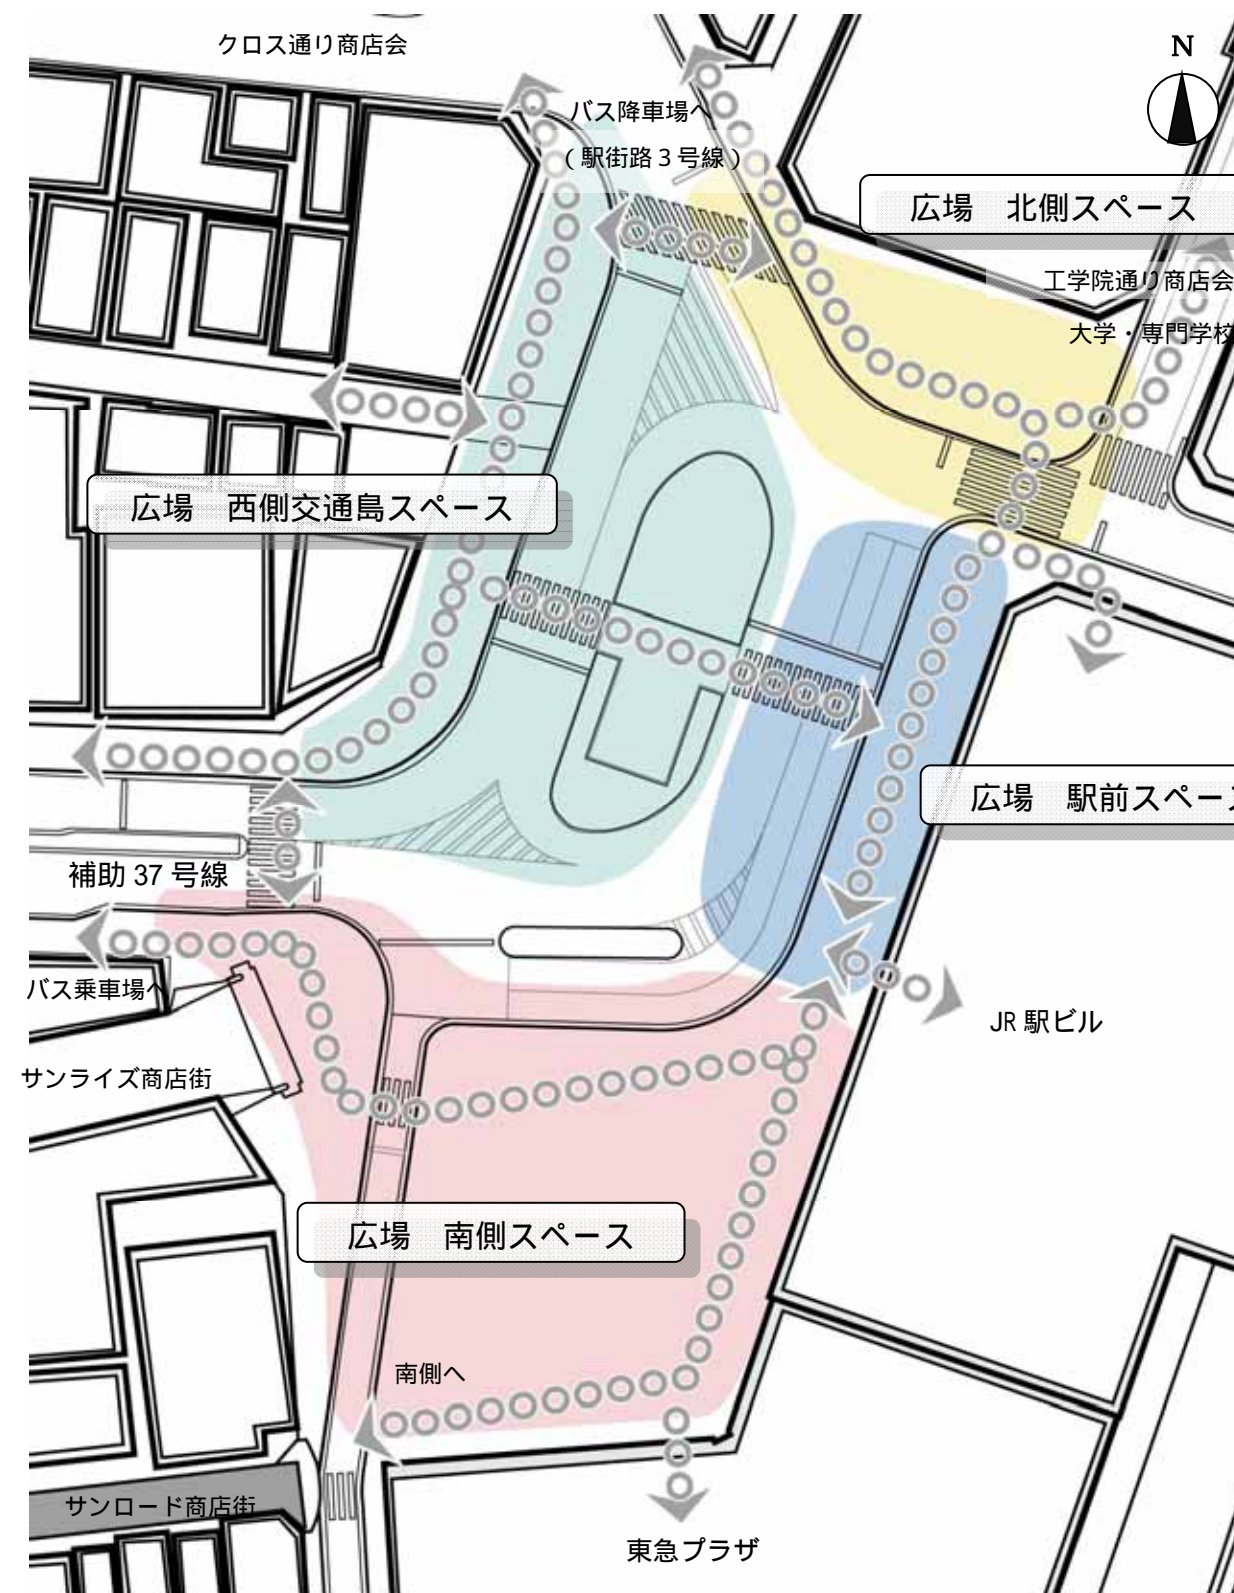 クロス通り商店会
N
バス降車場へ
（駅街路３号線）
広場　北側スペース
工学院通り商店会
大学・専門学校
広場　西側交通島スペース
広場　駅前スペー
補助 37 号線
バス乗車場へ
JR 駅ビル
サンライズ商店街
広場　南側スペース
南側へ
サンロード商店街
東急プラザ